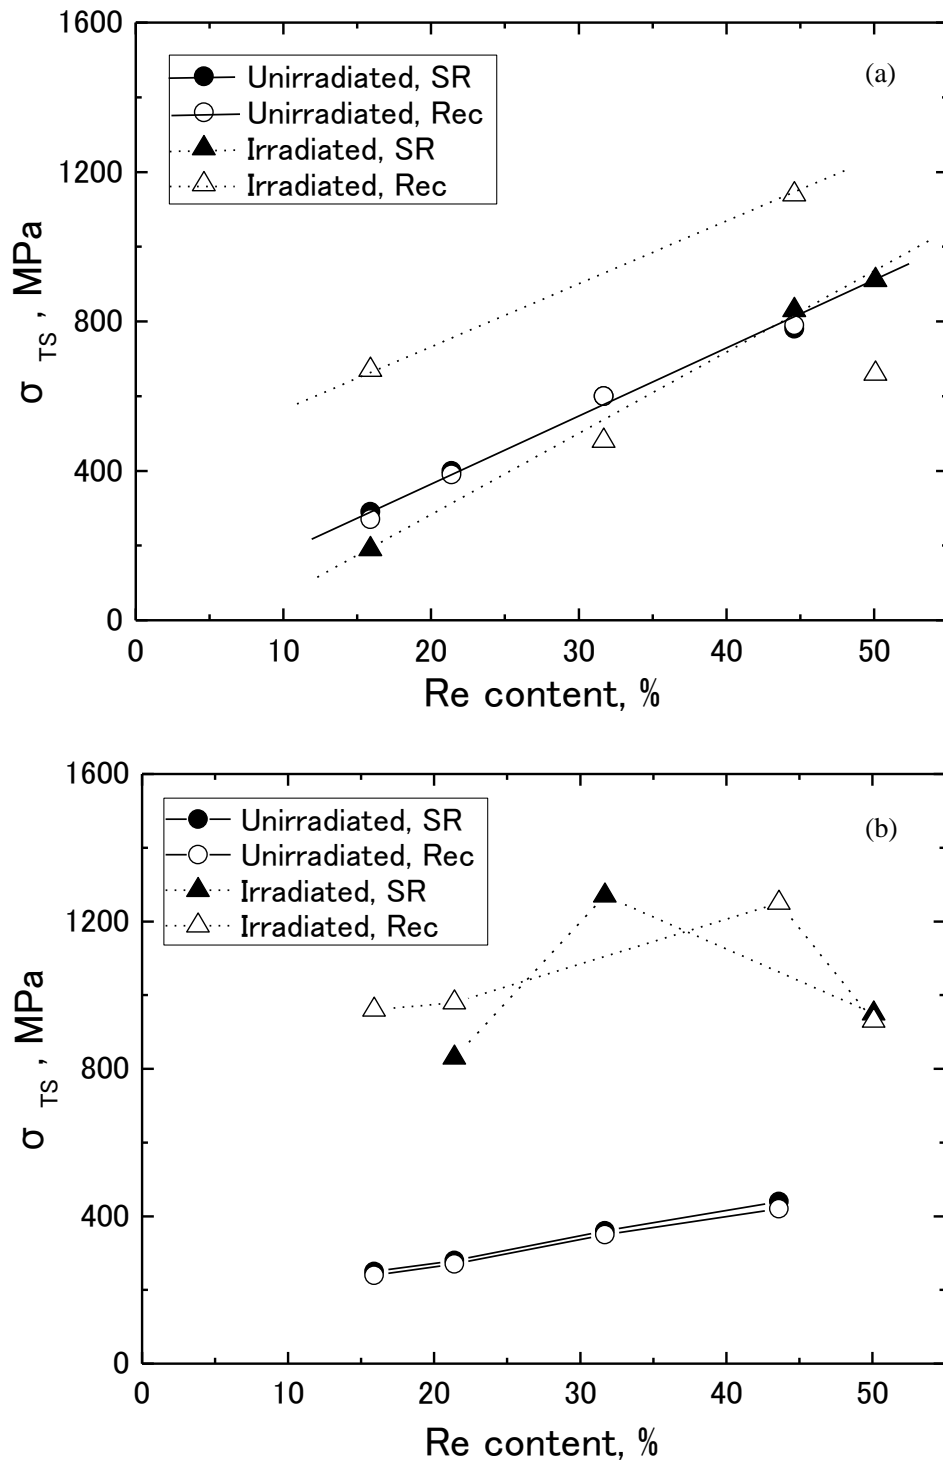 1600
1200
800
400
0
σ TS , MPa
Unirradiated, SR
Unirradiated, Rec
Irradiated, SR
Irradiated, Rec
(a)
0 10 20 30 40 50
Re content, %
1600
1200
800
400
0
σ TS , MPa
Unirradiated, SR
Unirradiated, Rec
Irradiated, SR
Irradiated, Rec
(b)
0 10 20 30 40 50
Re content, %